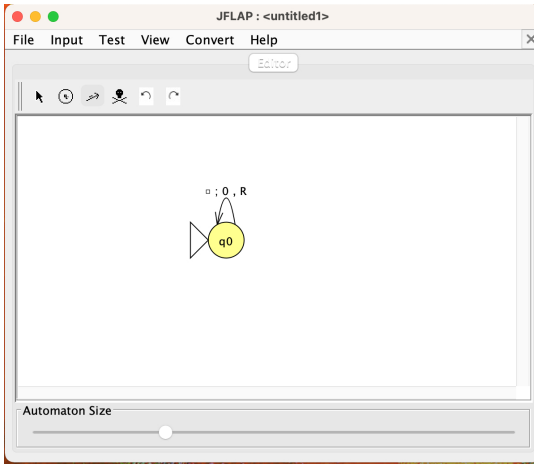 JFLAP : <untitled1>
File Input Test View Convert Help
Editor
□ ; 0 , R
q0
Automaton Size